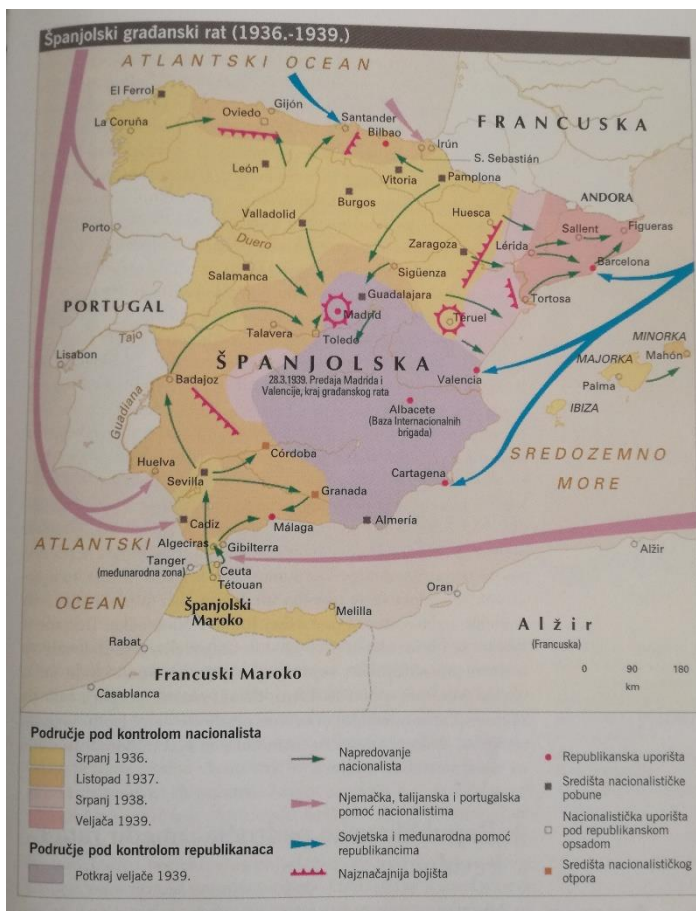 Španjolski građanski rat (1936.-1939.)
ATLANTSKI OCEAN
El Ferrol
Gijón
Oviedo
La Coruña
Santander
Bilbao
FRANCUSKA
Irún
S. Sebastián
León
Vitoria
Pamplona
Burgos
ANDORA
Huesca
Valladolid
Sallent
Figueras
Porto
Duero
Zaragoza
Lérida
Barcelona
Salamanca
Sigüenza
Guadalajara
Tortosa
PORTUGAL
Madrid
Teruel
Talavera
Toledo
MINORKA
Tajo
Mahón
Lisabon
ŠPANJOLSKA
MAJORKA
28.3.1939. Predaja Madrida i
Valencije, kraj građanskog rata
Valencia
Palma
Badajoz
Guadiana
Albacete
(Baza Internacionalnih
brigada)
IBIZA
SREDOZEMNO
MORE
Córdoba
Huelva
Sevilla
Cartagena
Granada
Cadiz
Málaga
Almería
ATLANTSKI
OCEAN
Algeciras
Gibilterra
Tanger
(međunarodna zona)
Ceuta
Tétouan
Alžir
Oran
Španjolski
Maroko
Melilla
Alžir
(Francuska)
Rabat
Francuski Maroko
0 90 180
km
Casablanca
Područje pod kontrolom nacionalista
Srpanj 1936.
Listopad 1937.
Srpanj 1938.
Veljača 1939.
Područje pod kontrolom republikanaca
Potkraj veljače 1939.
Napredovanje
nacionalista
Njemačka, talijanska i portugalska
pomoć nacionalistima
Sovjetska i međunarodna pomoć
republikancima
Najznačajnija bojišta
Republikanska uporišta
Središta nacionalističke
pobune
Nacionalistička uporišta
pod republikanskom
opsadom
Središta nacionalističkog
otpora